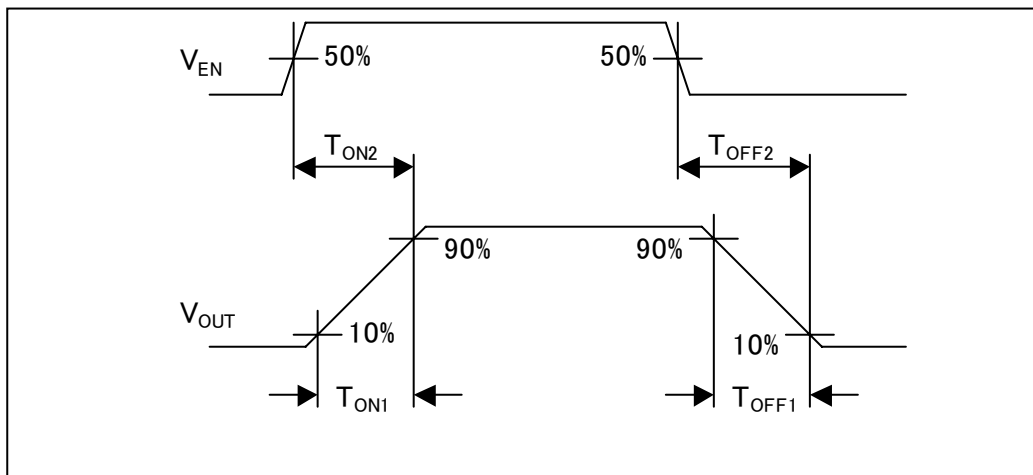 V_EN
50%
50%
T_ON2
T_OFF2
90%
90%
V_OUT
10%
10%
T_ON1
T_OFF1